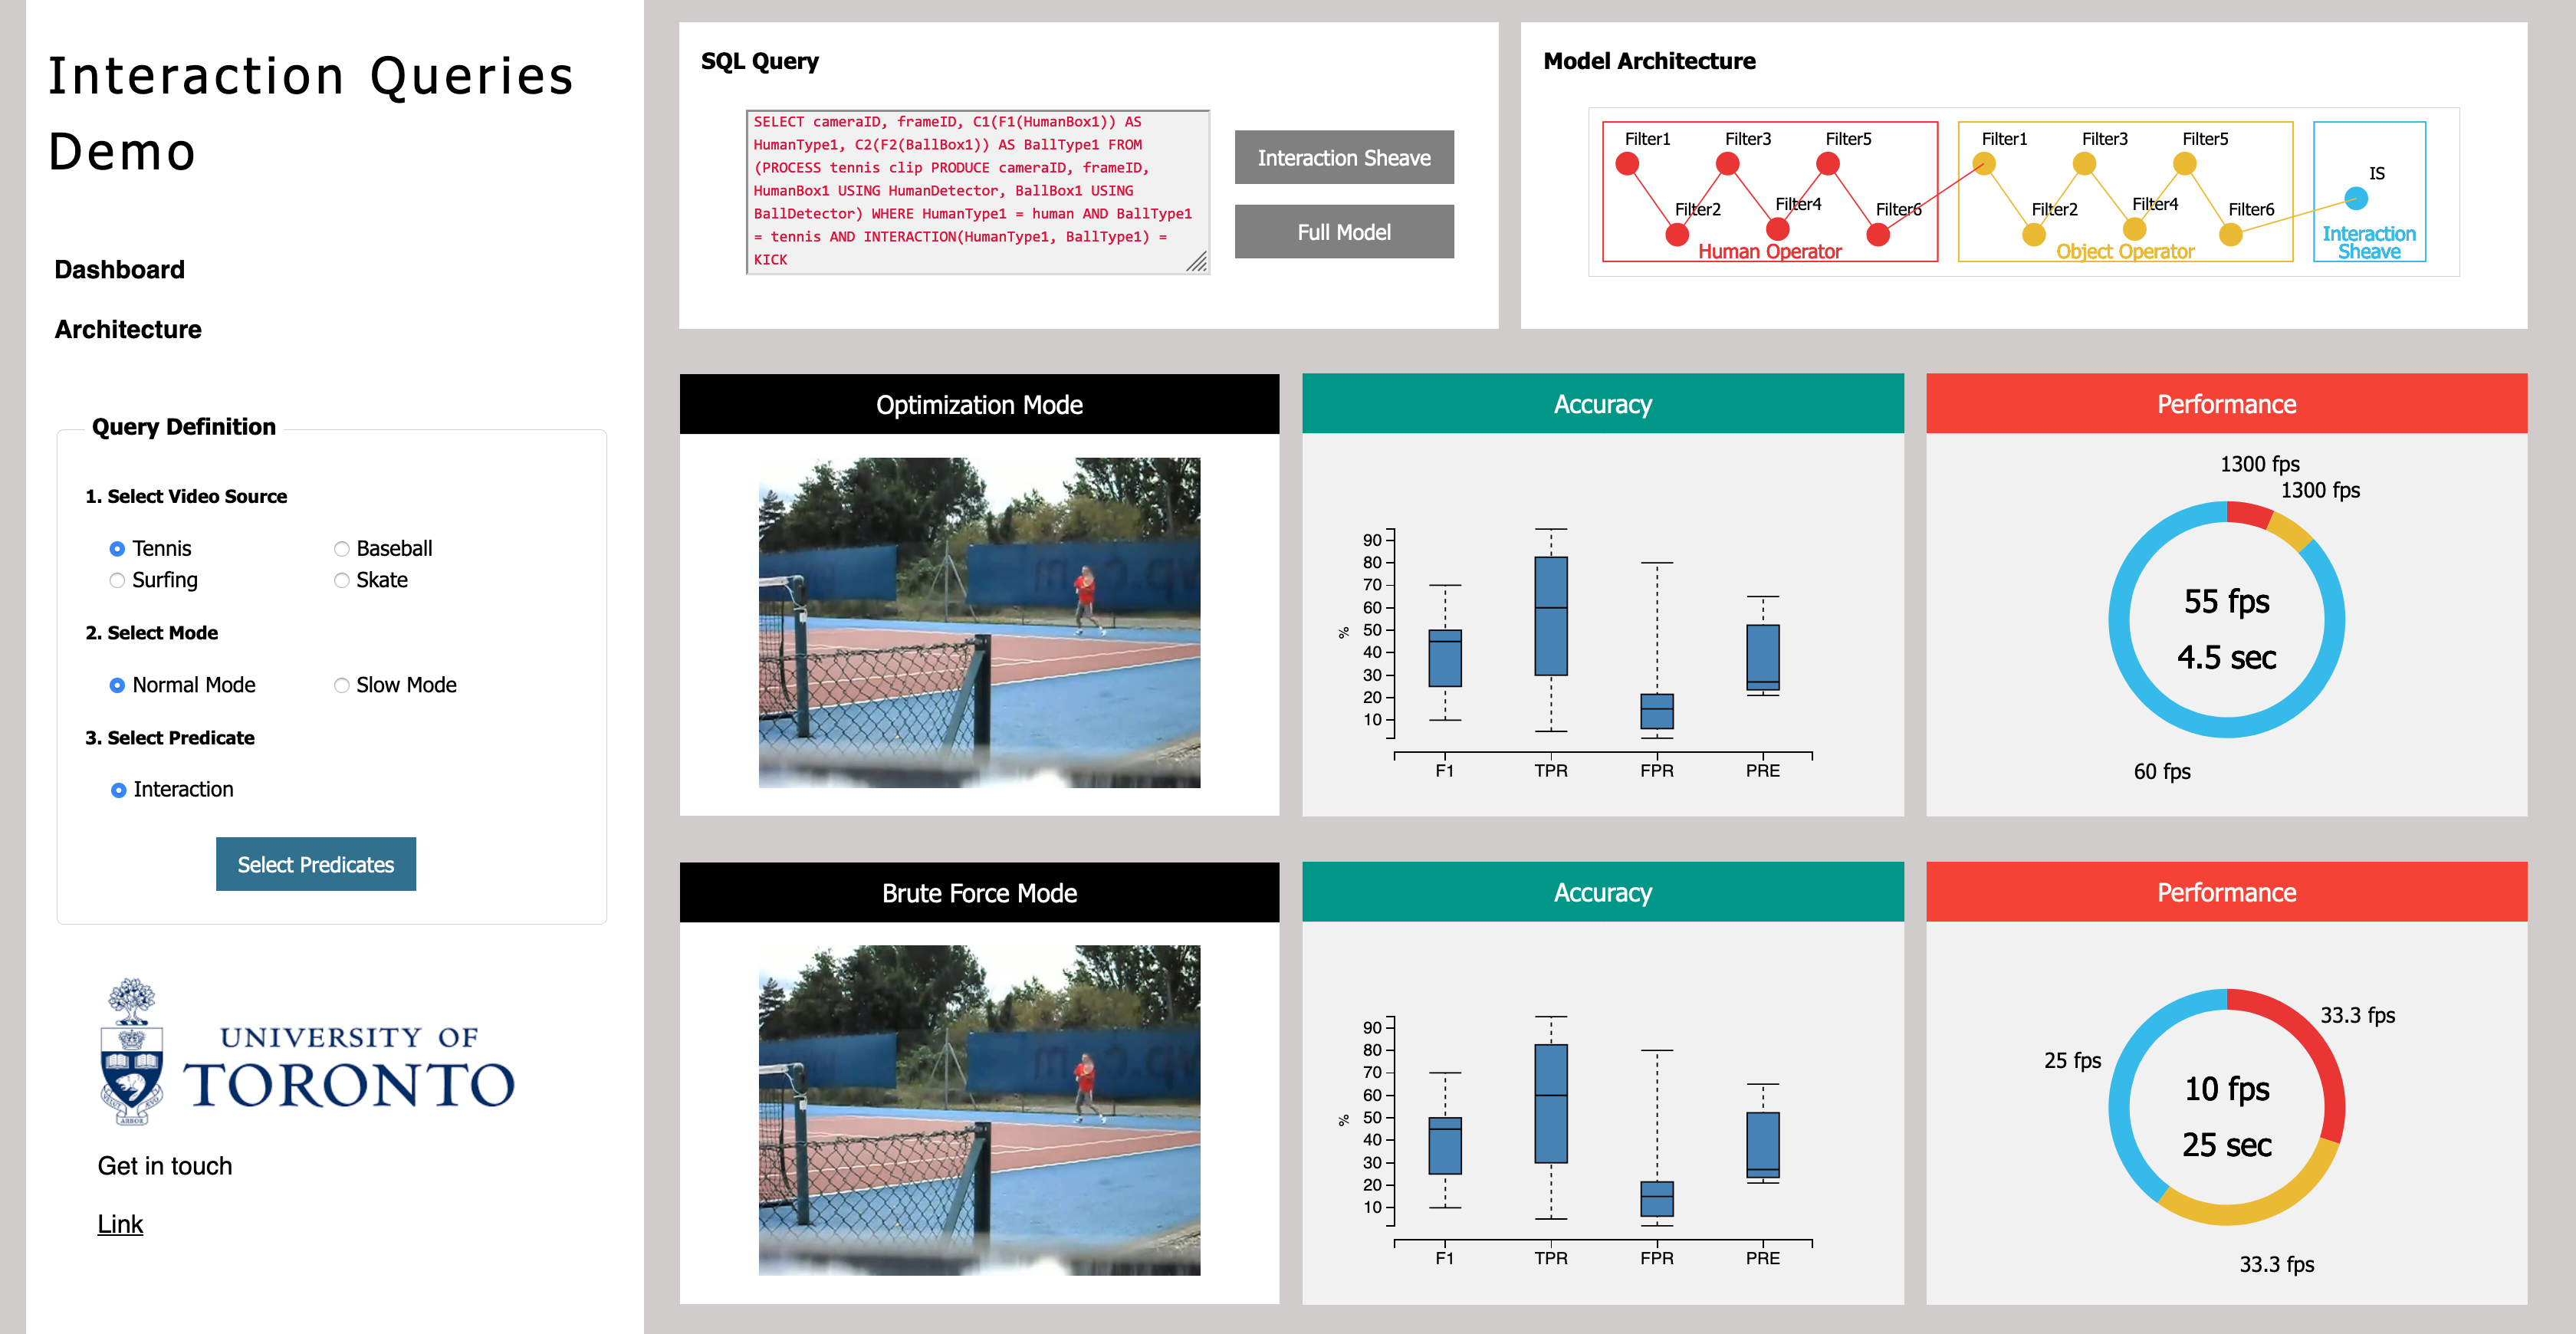 Interaction Queries
Demo
Dashboard
Architecture
Query Definition
1. Select Video Source
Tennis
Baseball
Surfing
Skate
2. Select Mode
Normal Mode
Slow Mode
3. Select Predicate
Interaction
Select Predicates
UNIVERSITY OF
TORONTO
Get in touch
Link
SQL Query
SELECT cameraID, frameID, C1(F1(HumanBox1)) AS
HumanType1, C2(F2(BallBox1)) AS BallType1 FROM
(PROCESS tennis clip PRODUCE cameraID, frameID,
HumanBox1 USING HumanDetector, BallBox1 USING
BallDetector) WHERE HumanType1 = human AND BallType1
= tennis AND INTERACTION(HumanType1, BallType1) =
KICK
Interaction Sheave
Full Model
Model Architecture
Filter1
Filter3
Filter5
Filter2
Filter4
Filter6
Human Operator
Filter1
Filter3
Filter5
Filter2
Filter4
Filter6
Object Operator
IS
Interaction
Sheave
Optimization Mode
Accuracy
90
80
70
60
50
40
30
20
10
%
F1
TPR
FPR
PRE
Performance
1300 fps
1300 fps
55 fps
4.5 sec
60 fps
Brute Force Mode
Accuracy
90
80
70
60
50
40
30
20
10
%
F1
TPR
FPR
PRE
Performance
33.3 fps
25 fps
10 fps
25 sec
33.3 fps